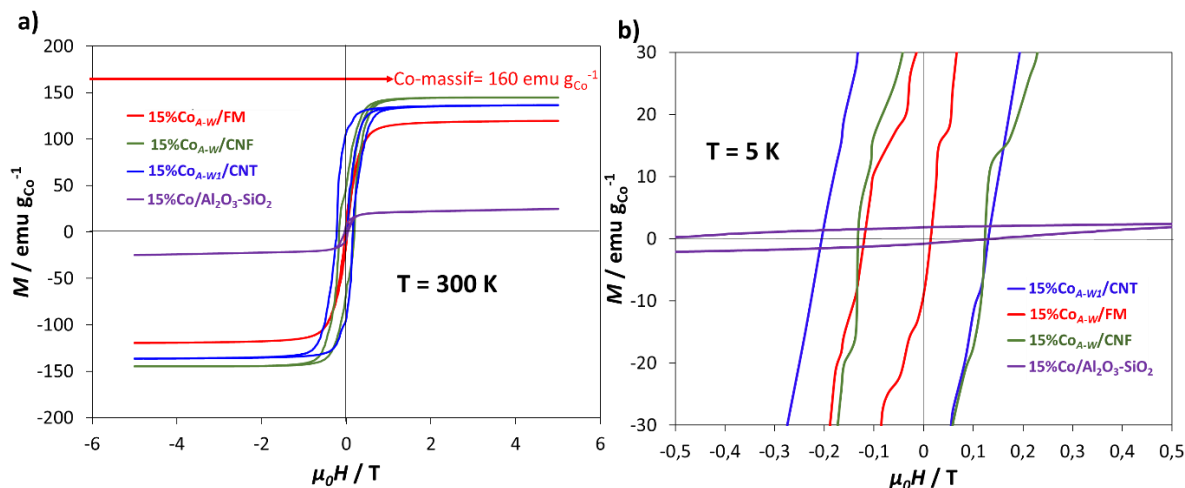 a)
200
150
100
50
0
-50
-100
-150
-200
M / emu gCo-1
Co-massif= 160 emu gCo-1
15%CoA-W/FM
15%CoA-W/CNF
15%CoA-W1/CNT
15%Co/Al2O3-SiO2
T = 300 K
-6 -4 -2 0 2 4 6
μ0H / T
b)
30
20
10
0
-10
-20
-30
M / emu gCo-1
T = 5 K
15%CoA-W1/CNT
15%CoA-W/FM
15%CoA-W/CNF
15%Co/Al2O3-SiO2
-0,5 -0,4 -0,3 -0,2 -0,1 0 0,1 0,2 0,3 0,4 0,5
μ0H / T